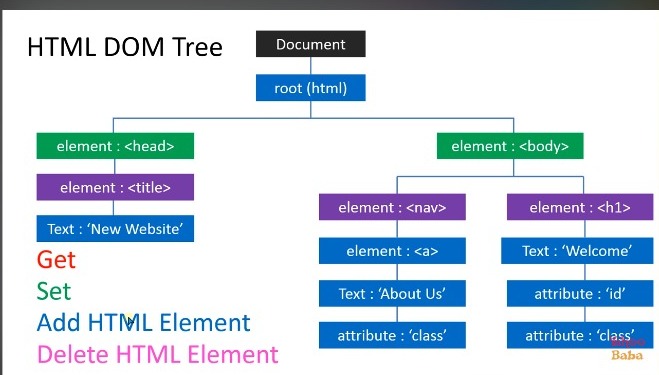 HTML DOM Tree
Document
root (html)
element : <head>
element : <body>
element : <title>
element : <nav>
element : <h1>
Text : ‘New Website’
element : <a>
Text : ‘Welcome’
Get
Set
Text : ‘About Us’
attribute : ‘id’
Add HTML Element
attribute : ‘class’
attribute : ‘class’
Delete HTML Element
Baba